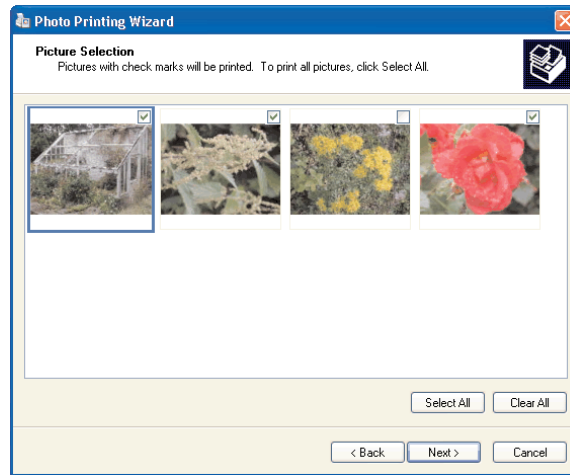 Photo Printing Wizard
Picture Selection
Pictures with check marks will be printed. To print all pictures, click Select All.
Select All Clear All
< Back Next > Cancel